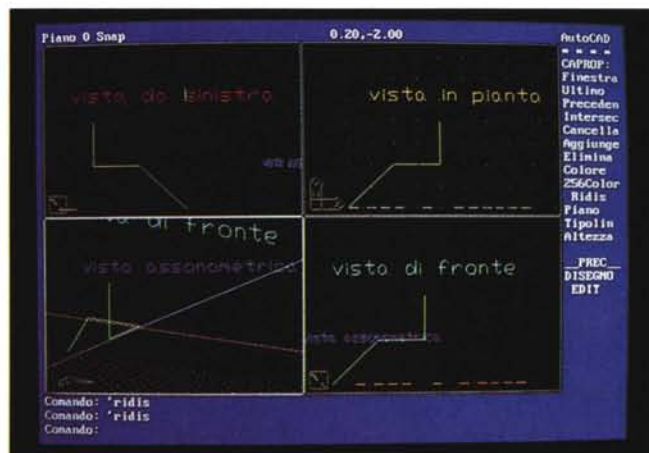 Piano 0 Snap
0.20,-2.00
AutoCAD
* * * *
CAPROP:
Finestra
Ultimo
Preceden
Intersec
Cancella
Aggiunge
Elimina
Colore
256Color
Ridis
Piano
Tipolin
Altezza
__PREC__
DISEGNO
EDIT
vista da sinistra
vista in pianta
di fronte
vista assonometrica
vista di fronte
vista assonometrica
Comando: 'ridis
Comando: 'ridis
Comando: